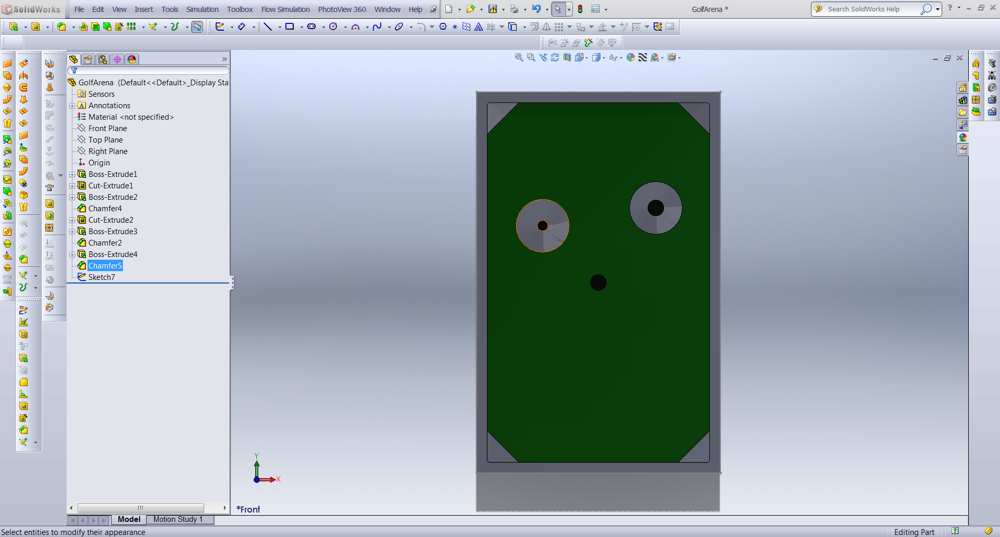 SolidWorks File Edit View Insert Tools Simulation Toolbox Flow Simulation PhotoView 360 Window Help GolfArena * Search SolidWorks Help
GolfArena (Default<<Default>_Display Sta
Sensors
Annotations
Material <not specified>
Front Plane
Top Plane
Right Plane
Origin
Boss-Extrude1
Cut-Extrude1
Boss-Extrude2
Chamfer4
Cut-Extrude2
Boss-Extrude3
Chamfer2
Boss-Extrude4
Chamfer5
Sketch7
3D
Y
X
*Front
Model Motion Study 1
Select entities to modify their appearance Editing Part